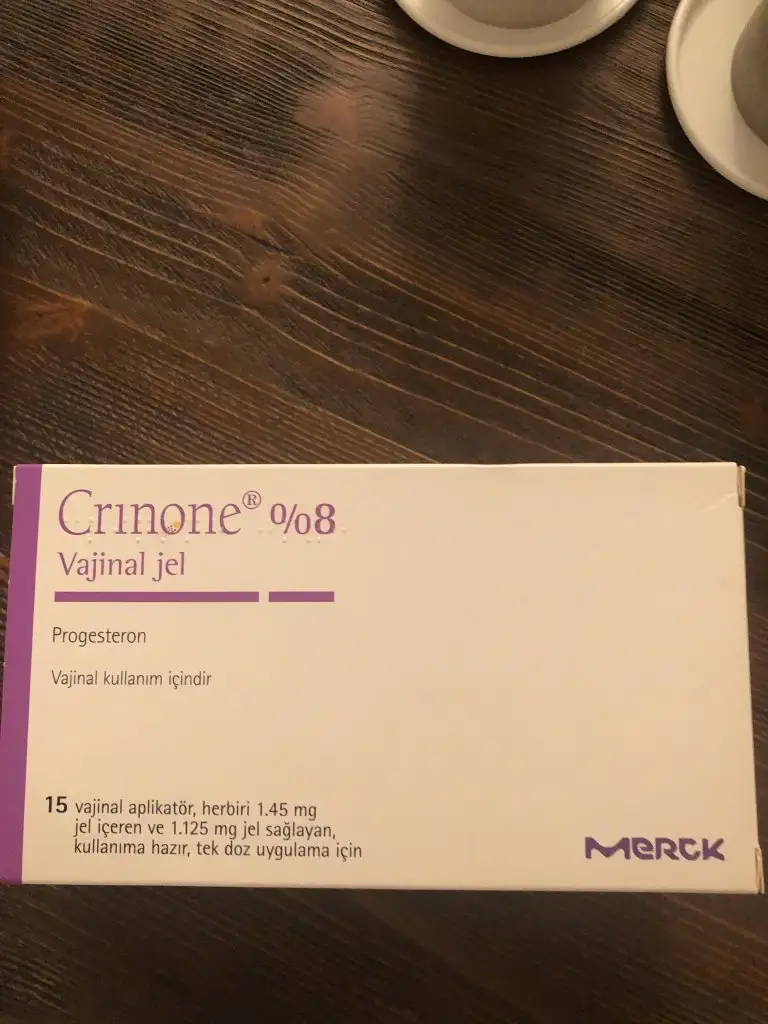 Crinone® %8
Vajinal jel
Progesteron
Vajinal kullanım içindir
15 vajinal aplikatör, herbiri 1.45 mg
jel içeren ve 1.125 mg jel sağlayan,
kullanıma hazır, tek doz uygulama için
Merck